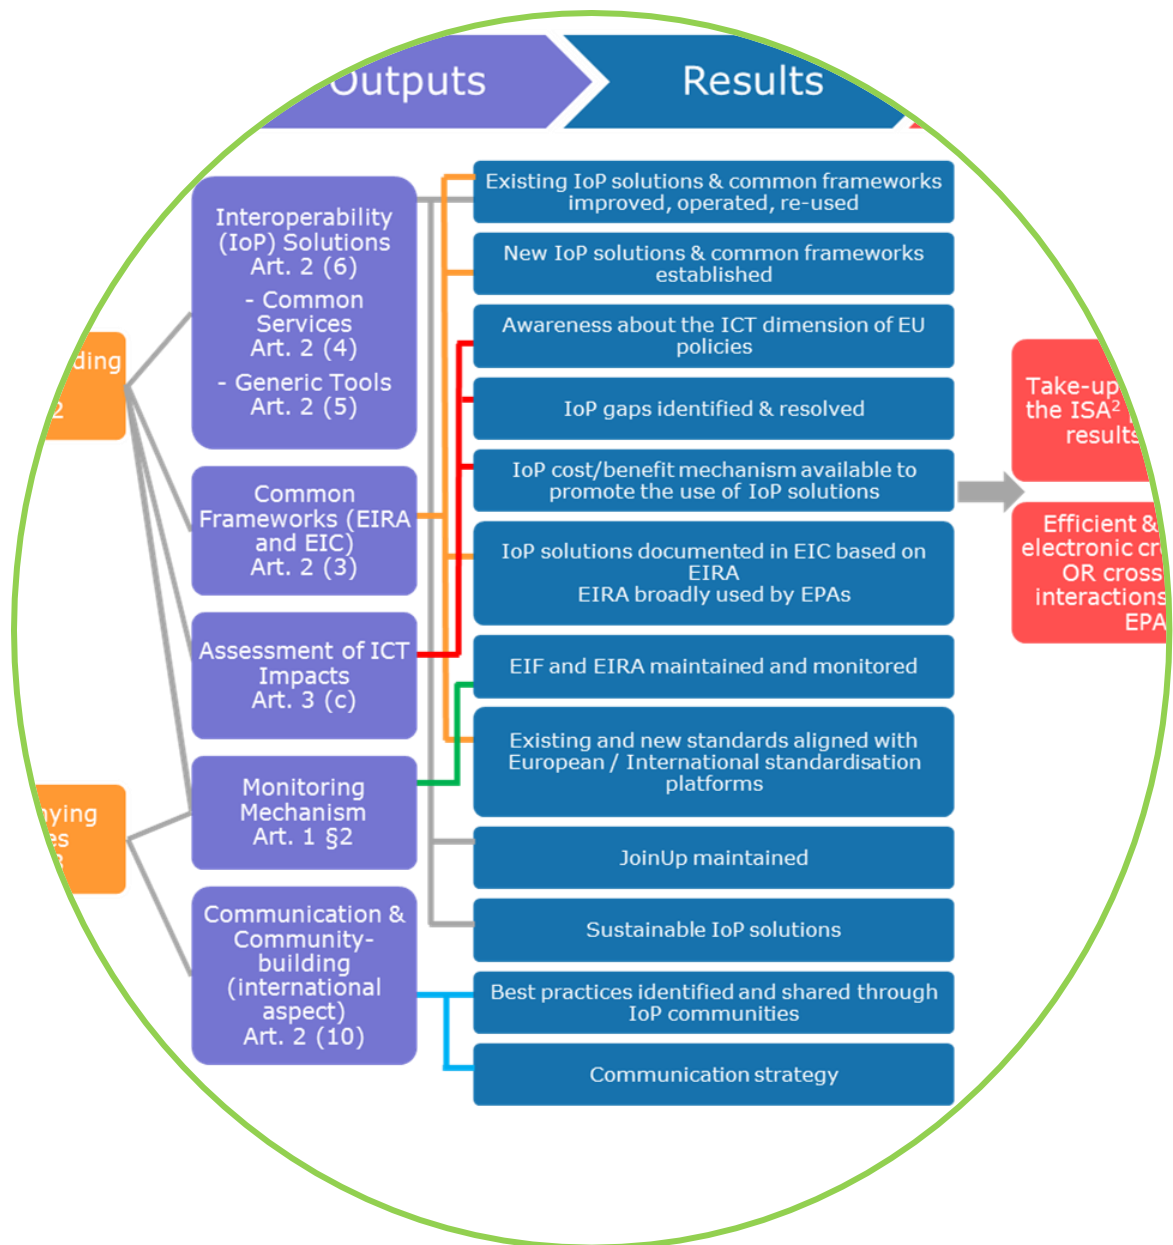 Outputs
Results
Interoperability
(IoP) Solutions
Art. 2 (6)
- Common
Services
Art. 2 (4)
- Generic Tools
Art. 2 (5)
Common
Frameworks (EIRA
and EIC)
Art. 2 (3)
Assessment of ICT
Impacts
Art. 3 (c)
Monitoring
Mechanism
Art. 1 §2
Communication &
Community-
building
(international
aspect)
Art. 2 (10)
Existing IoP solutions & common frameworks
improved, operated, re-used
New IoP solutions & common frameworks
established
Awareness about the ICT dimension of EU
policies
IoP gaps identified & resolved
IoP cost/benefit mechanism available to
promote the use of IoP solutions
IoP solutions documented in EIC based on
EIRA
EIRA broadly used by EPAs
EIF and EIRA maintained and monitored
Existing and new standards aligned with
European / International standardisation
platforms
JoinUp maintained
Sustainable IoP solutions
Best practices identified and shared through
IoP communities
Communication strategy
Take-up
the ISA²
results
Efficient &
electronic
OR cross
interactions
EPA